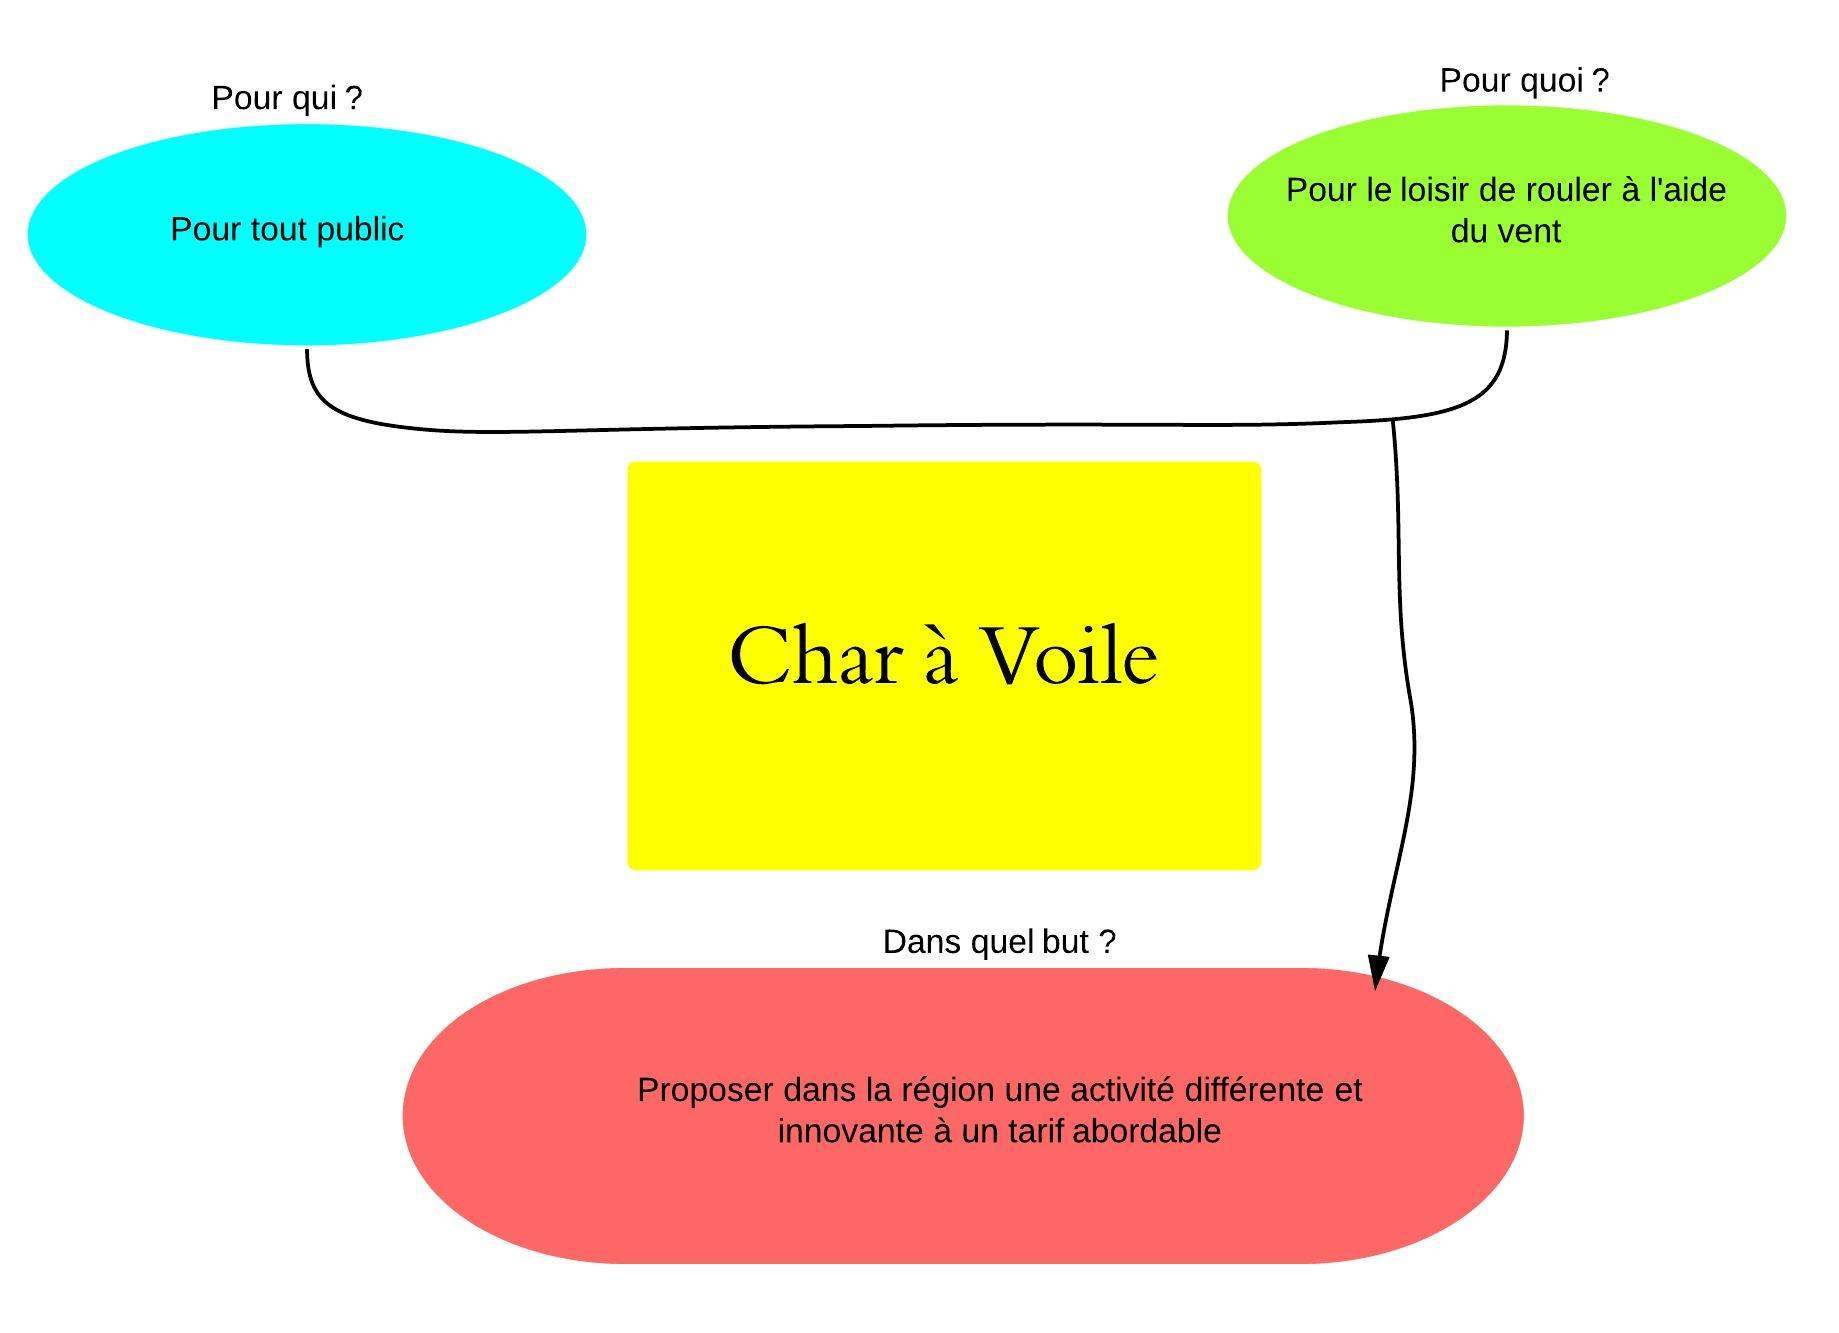 Pour qui ?
Pour quoi ?
Pour tout public
Pour le loisir de rouler à l'aide
du vent
Char à Voile
Dans quel but ?
Proposer dans la région une activité différente et
innovante à un tarif abordable